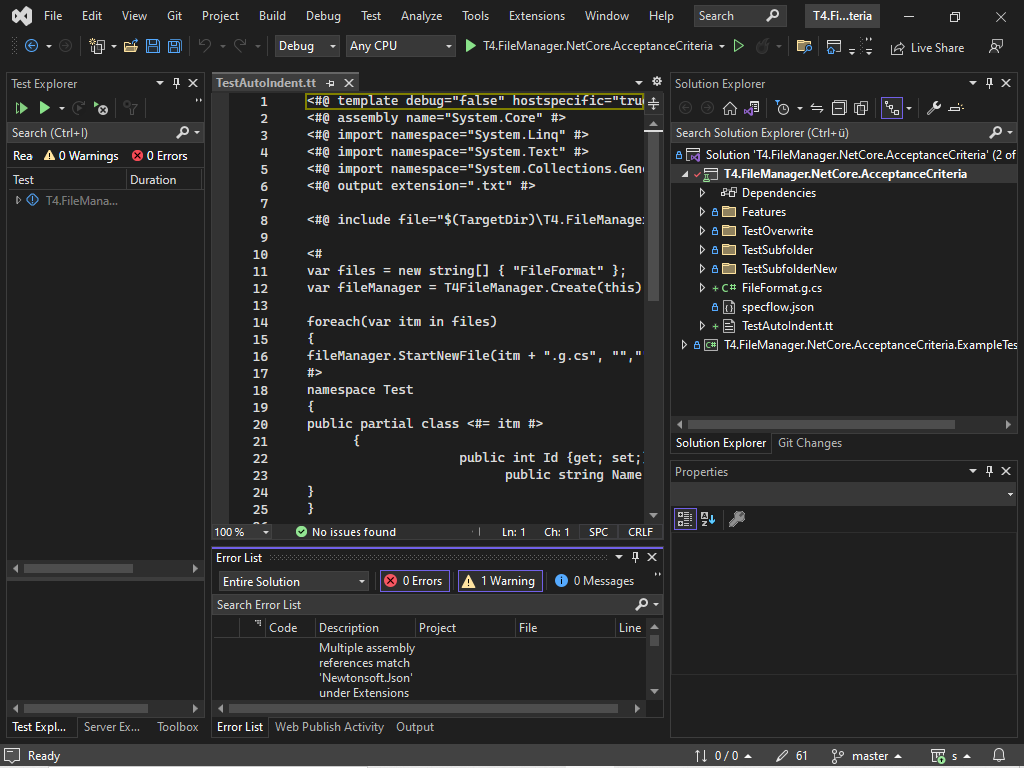 File Edit View Git Project Build Debug Test Analyze Tools Extensions Window Help Search T4.Fi...teria
Debug Any CPU T4.FileManager.NetCore.AcceptanceCriteria Live Share
Test Explorer
Search (Ctrl+I)
Rea 0 Warnings 0 Errors
Test Duration
T4.FileMana...
TestAutoIndent.tt
1 <#@ template debug="false" hostspecific="tru
2 <#@ assembly name="System.Core" #>
3 <#@ import namespace="System.Linq" #>
4 <#@ import namespace="System.Text" #>
5 <#@ import namespace="System.Collections.Gene
6 <#@ output extension=".txt" #>
7
8 <#@ include file="$(TargetDir)\T4.FileManage
9
10 <#
11 var files = new string[] { "FileFormat" };
12 var fileManager = T4FileManager.Create(this)
13
14 foreach(var itm in files)
15 {
16 fileManager.StartNewFile(itm + ".g.cs", "","
17 #>
18 namespace Test
19 {
20 public partial class <#= itm #>
21 {
22 public int Id {get; set;}
23 public string Name
24 }
25 }
100 % No issues found Ln: 1 Ch: 1 SPC CRLF
Error List
Entire Solution 0 Errors 1 Warning 0 Messages
Search Error List
Code Description Project File Line
Multiple assembly
references match
'Newtonsoft.Json'
under Extensions
Test Expl... Server Ex... Toolbox
Error List Web Publish Activity Output
Solution Explorer
Search Solution Explorer (Ctrl+ü)
Solution 'T4.FileManager.NetCore.AcceptanceCriteria' (2 of
T4.FileManager.NetCore.AcceptanceCriteria
Dependencies
Features
TestOverwrite
TestSubfolder
TestSubfolderNew
C# FileFormat.g.cs
specflow.json
TestAutoIndent.tt
C# T4.FileManager.NetCore.AcceptanceCriteria.ExampleTes
Solution Explorer Git Changes
Properties
Ready 0 / 0 61 master s